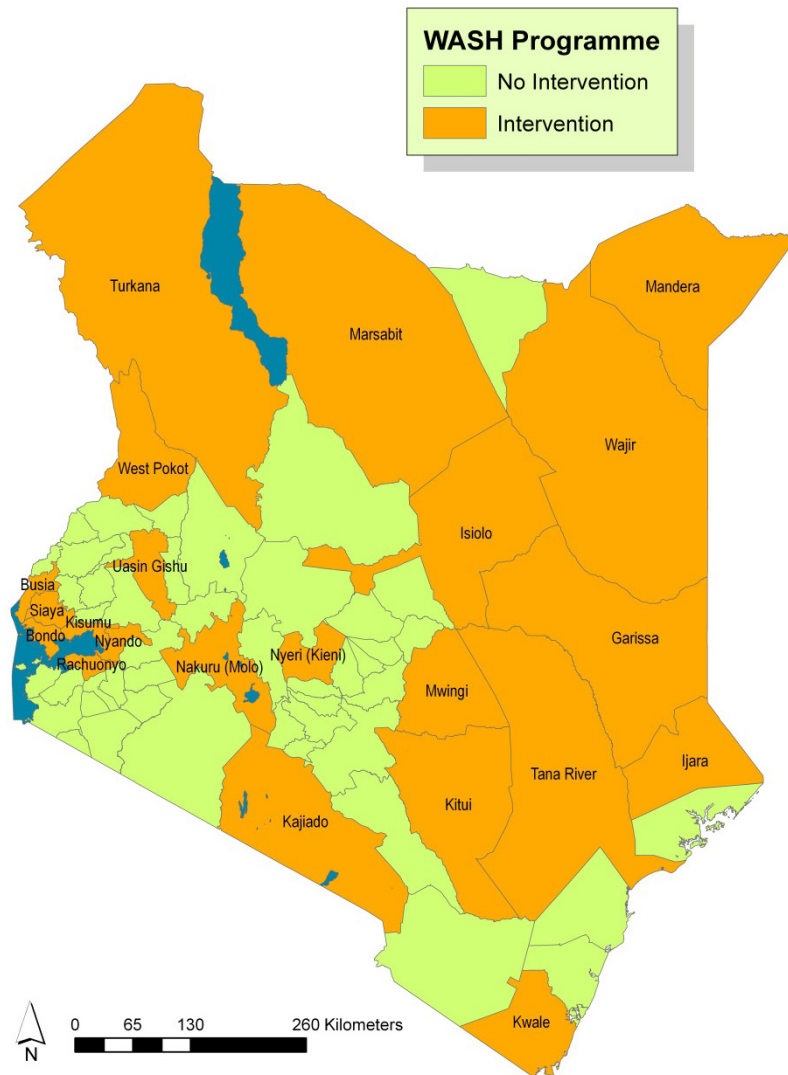 WASH Programme
No Intervention
Intervention
Turkana
Marsabit
Mandera
Wajir
West Pokot
Isiolo
Uasin Gishu
Busia
Siaya
Kisumu
Bondo
Nyando
Rachuonyo
Nakuru (Molo)
Nyeri (Kieni)
Garissa
Mwingi
Ijara
Tana River
Kitui
Kajiado
Kwale
0 65 130 260 Kilometers
N